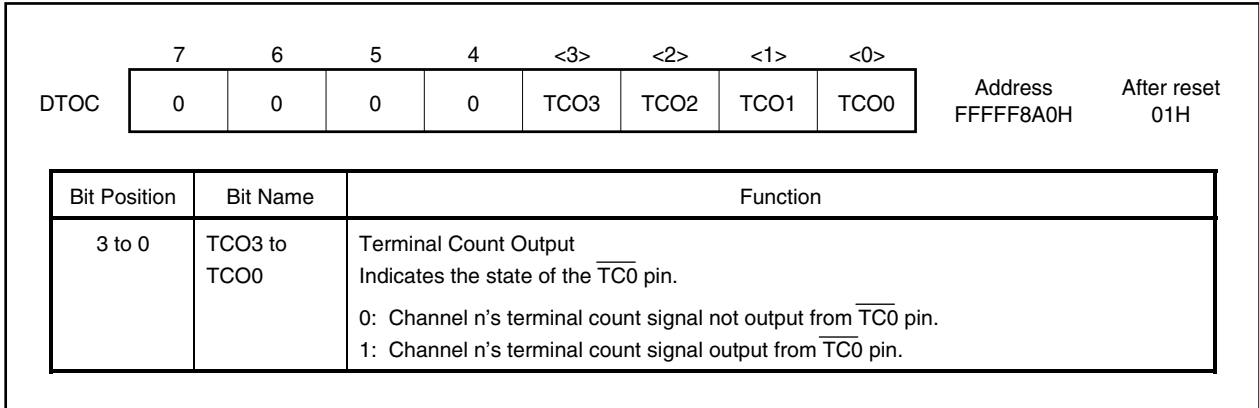 7 6 5 4 <3> <2> <1> <0>
DTOC 0 0 0 0 TCO3 TCO2 TCO1 TCO0 Address FFFFF8A0H After reset 01H
Bit Position Bit Name Function
3 to 0 TCO3 to TCO0 Terminal Count Output
Indicates the state of the TC0 pin.
0: Channel n's terminal count signal not output from TC0 pin.
1: Channel n's terminal count signal output from TC0 pin.